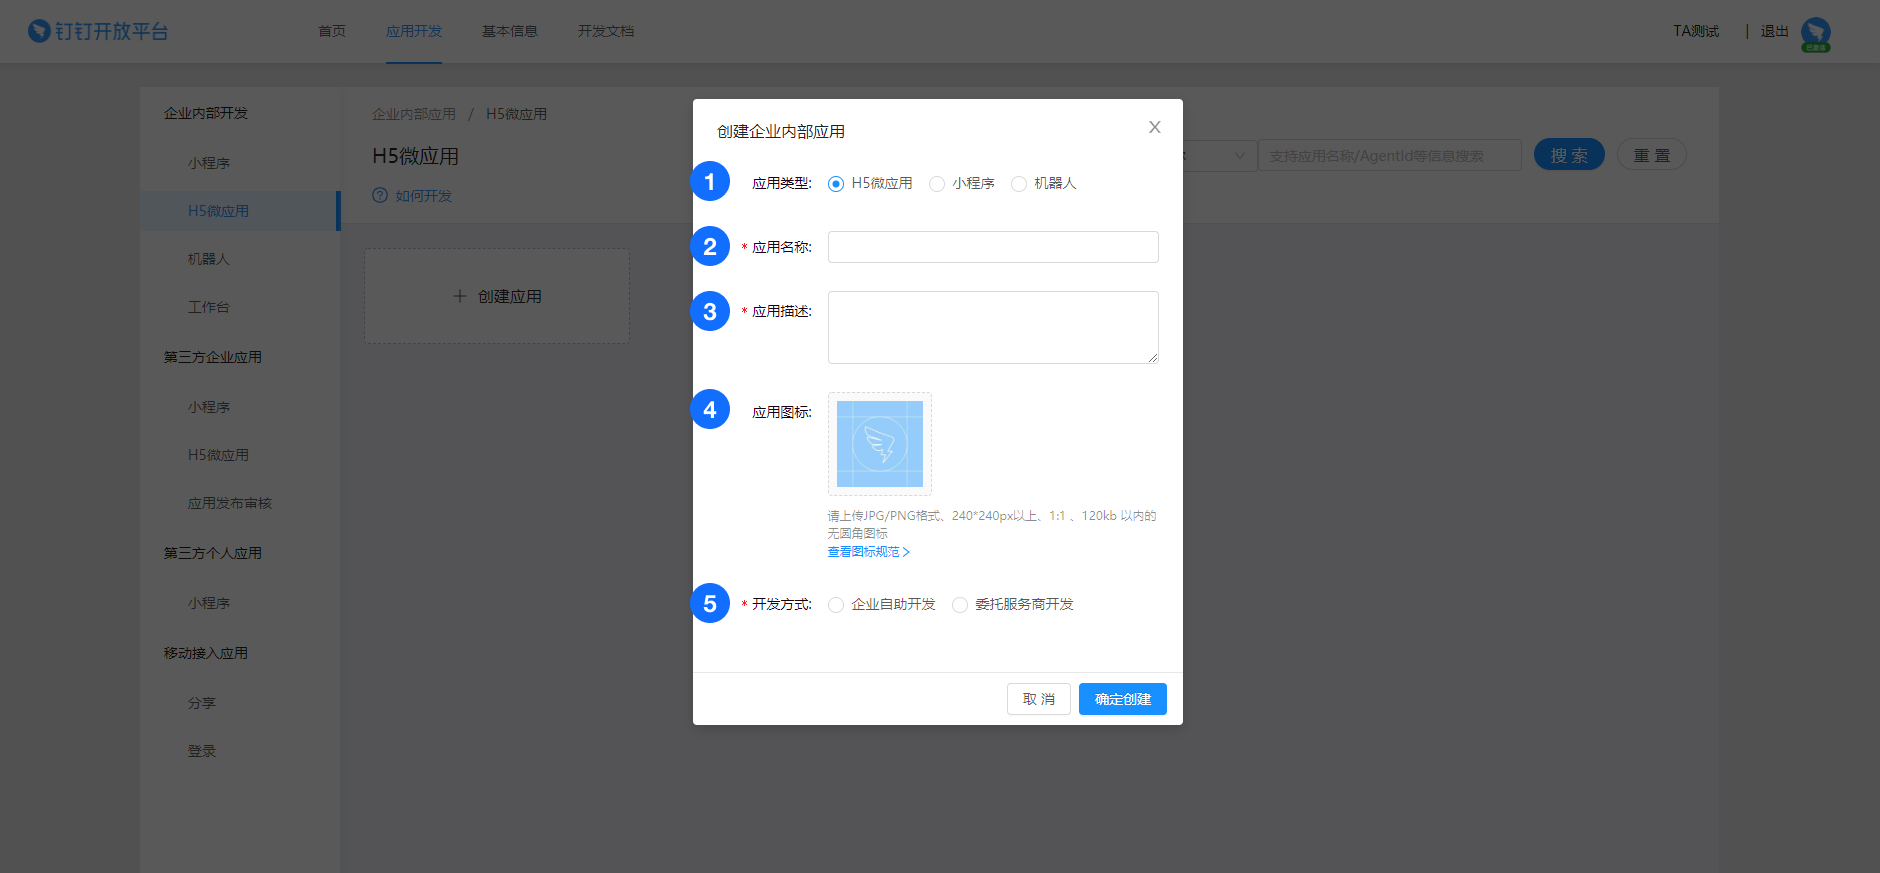 钉钉开放平台
首页 应用开发 基本信息 开发文档
TA测试 | 退出
企业内部开发
小程序
H5微应用
机器人
工作台
第三方企业应用
小程序
H5微应用
应用发布审核
第三方个人应用
小程序
移动接入应用
分享
登录
企业内部应用 / H5微应用
H5微应用
如何开发
支持应用名称/AgentId等信息搜索
搜 索
重 置
创建应用
创建企业内部应用
1 应用类型: H5微应用 小程序 机器人
2 * 应用名称:
3 * 应用描述:
4 应用图标:
请上传JPG/PNG格式、240*240px以上、1:1 、120kb 以内的
无圆角图标
查看图标规范
5 * 开发方式: 企业自助开发 委托服务商开发
取 消
确定创建